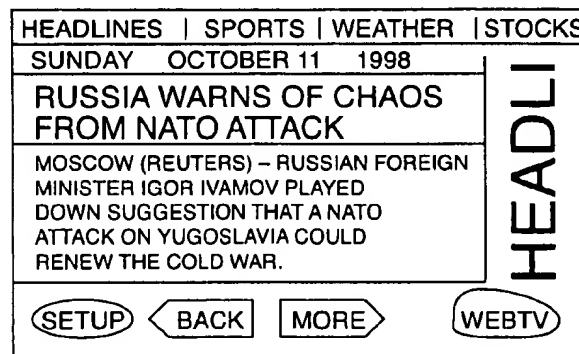 HEADLINES | SPORTS | WEATHER | STOCKS
SUNDAY OCTOBER 11 1998
RUSSIA WARNS OF CHAOS
FROM NATO ATTACK
MOSCOW (REUTERS) – RUSSIAN FOREIGN
MINISTER IGOR IVAMOV PLAYED
DOWN SUGGESTION THAT A NATO
ATTACK ON YUGOSLAVIA COULD
RENEW THE COLD WAR.
HEADLI
SETUP BACK MORE WEBTV